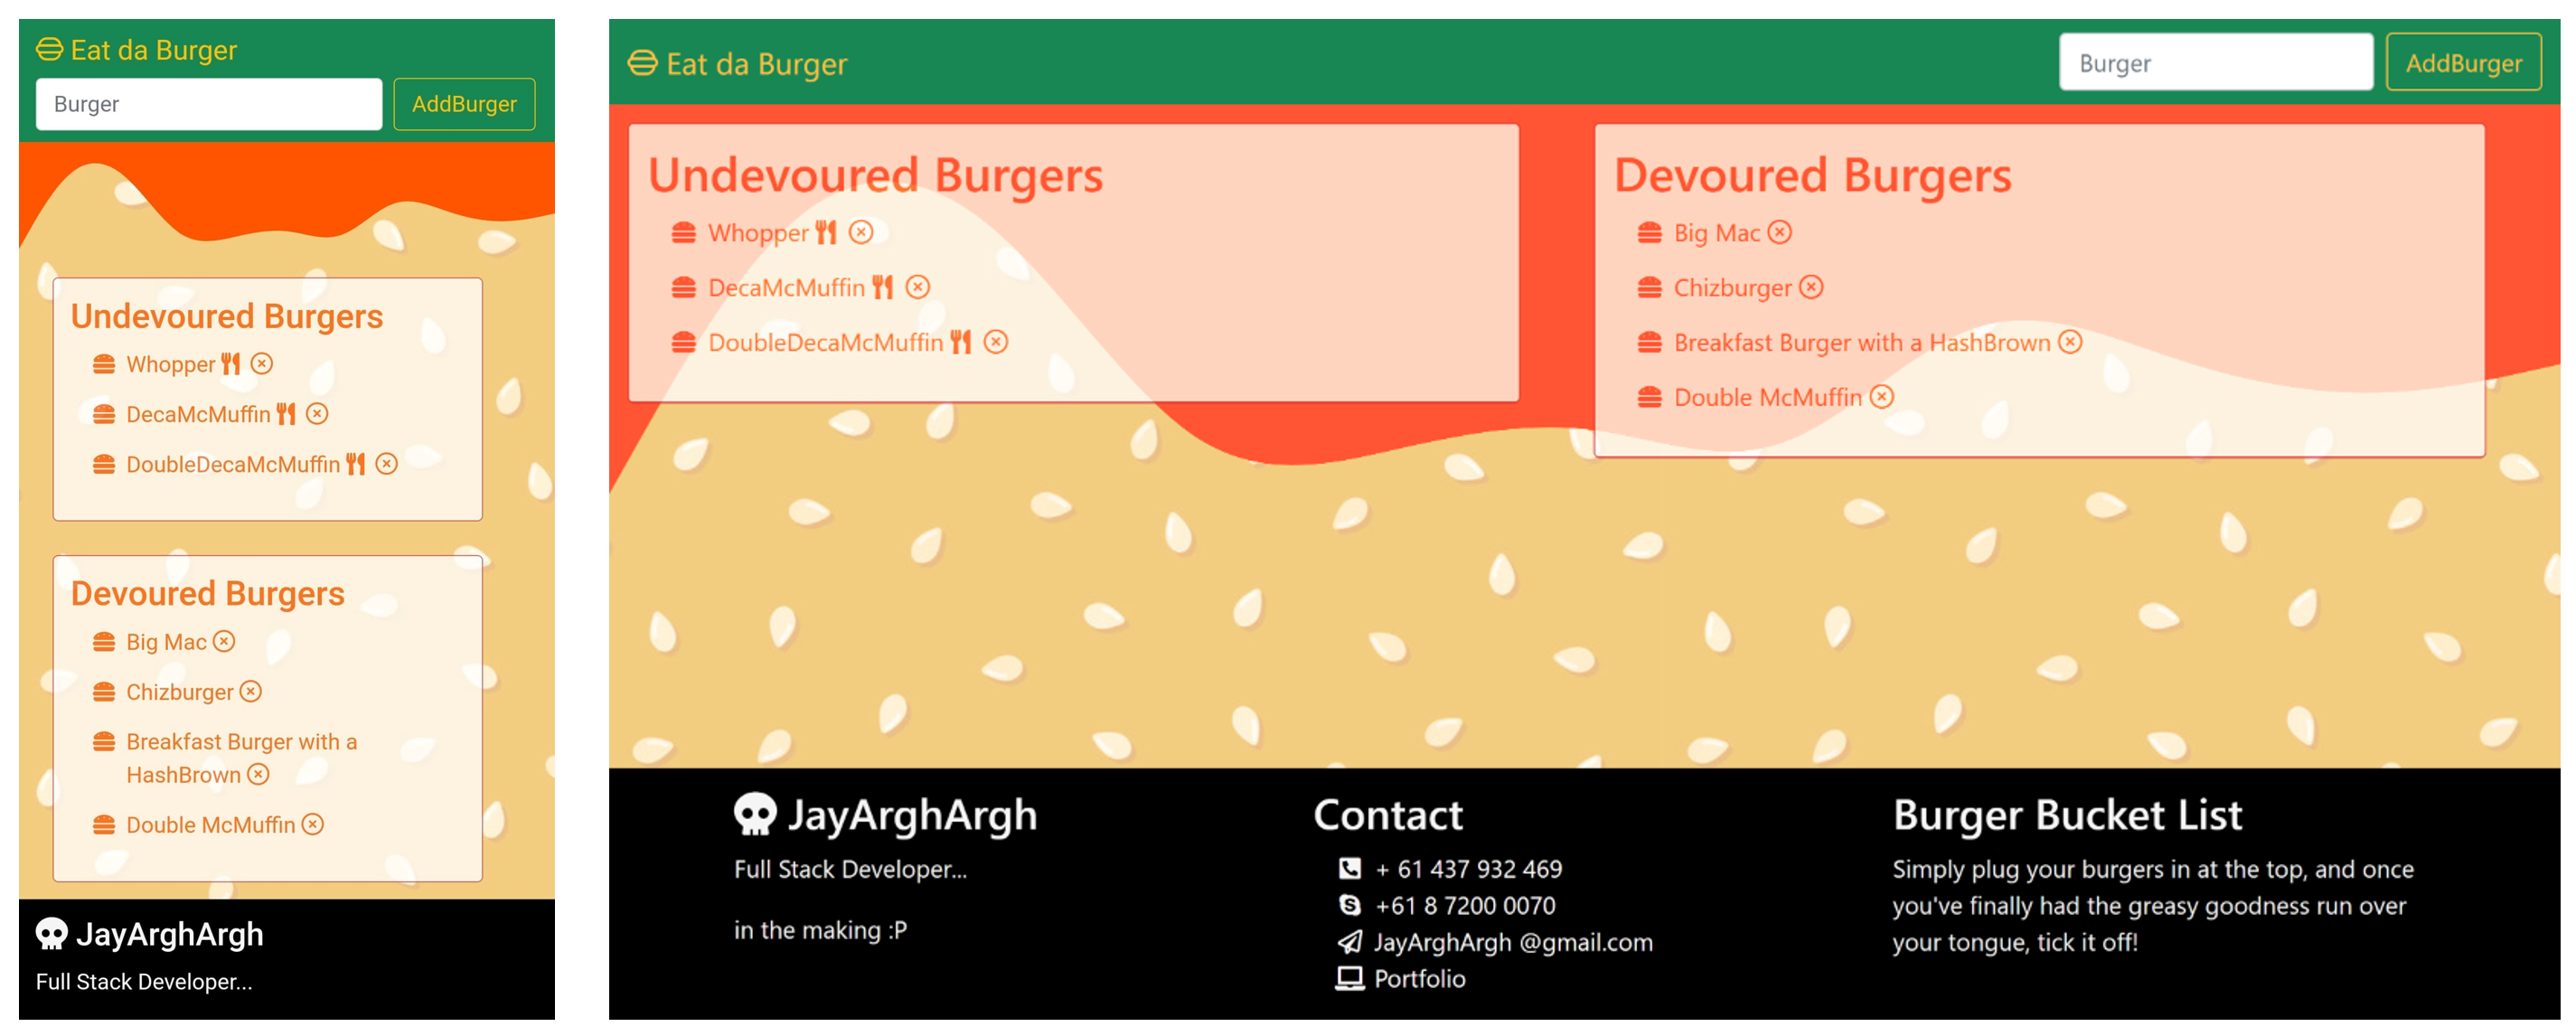 Eat da Burger
Burger
AddBurger
Undevoured Burgers
Whopper
DecaMcMuffin
DoubleDecaMcMuffin
Devoured Burgers
Big Mac
Chizburger
Breakfast Burger with a
HashBrown
Double McMuffin
JayArghArgh
Full Stack Developer...
Eat da Burger
Burger
AddBurger
Undevoured Burgers
Whopper
DecaMcMuffin
DoubleDecaMcMuffin
Devoured Burgers
Big Mac
Chizburger
Breakfast Burger with a HashBrown
Double McMuffin
JayArghArgh
Full Stack Developer...
in the making :P
Contact
+ 61 437 932 469
+61 8 7200 0070
JayArghArgh @gmail.com
Portfolio
Burger Bucket List
Simply plug your burgers in at the top, and once
you've finally had the greasy goodness run over
your tongue, tick it off!